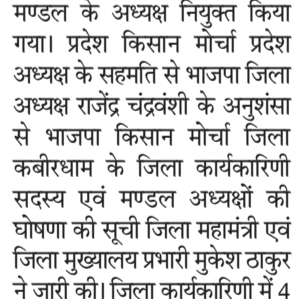 मण्डल के अध्यक्ष नियुक्त किया
गया। प्रदेश किसान मोर्चा प्रदेश
अध्यक्ष के सहमति से भाजपा जिला
अध्यक्ष राजेंद्र चंद्रवंशी के अनुशंसा
से भाजपा किसान मोर्चा जिला
कबीरधाम के जिला कार्यकारिणी
सदस्य एवं मण्डल अध्यक्षों की
घोषणा की सूची जिला महामंत्री एवं
जिला मुख्यालय प्रभारी मुकेश ठाकुर
ने जारी की। जिला कार्यकारिणी में 4